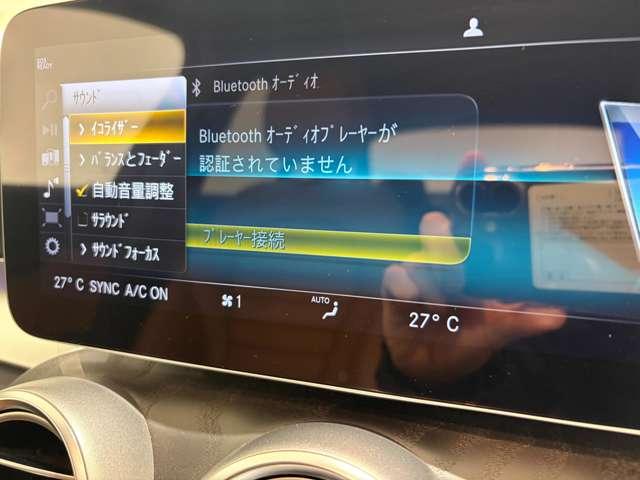 サウンド
Bluetooth オーディオ
イコライザー
バランスとフェーダー
自動音量調整
サラウンド
サウンドフォーカス
Bluetooth オーディオプレーヤーが
認証されていません
プレーヤー接続
27°C SYNC A/C ON
1
AUTO
27°C